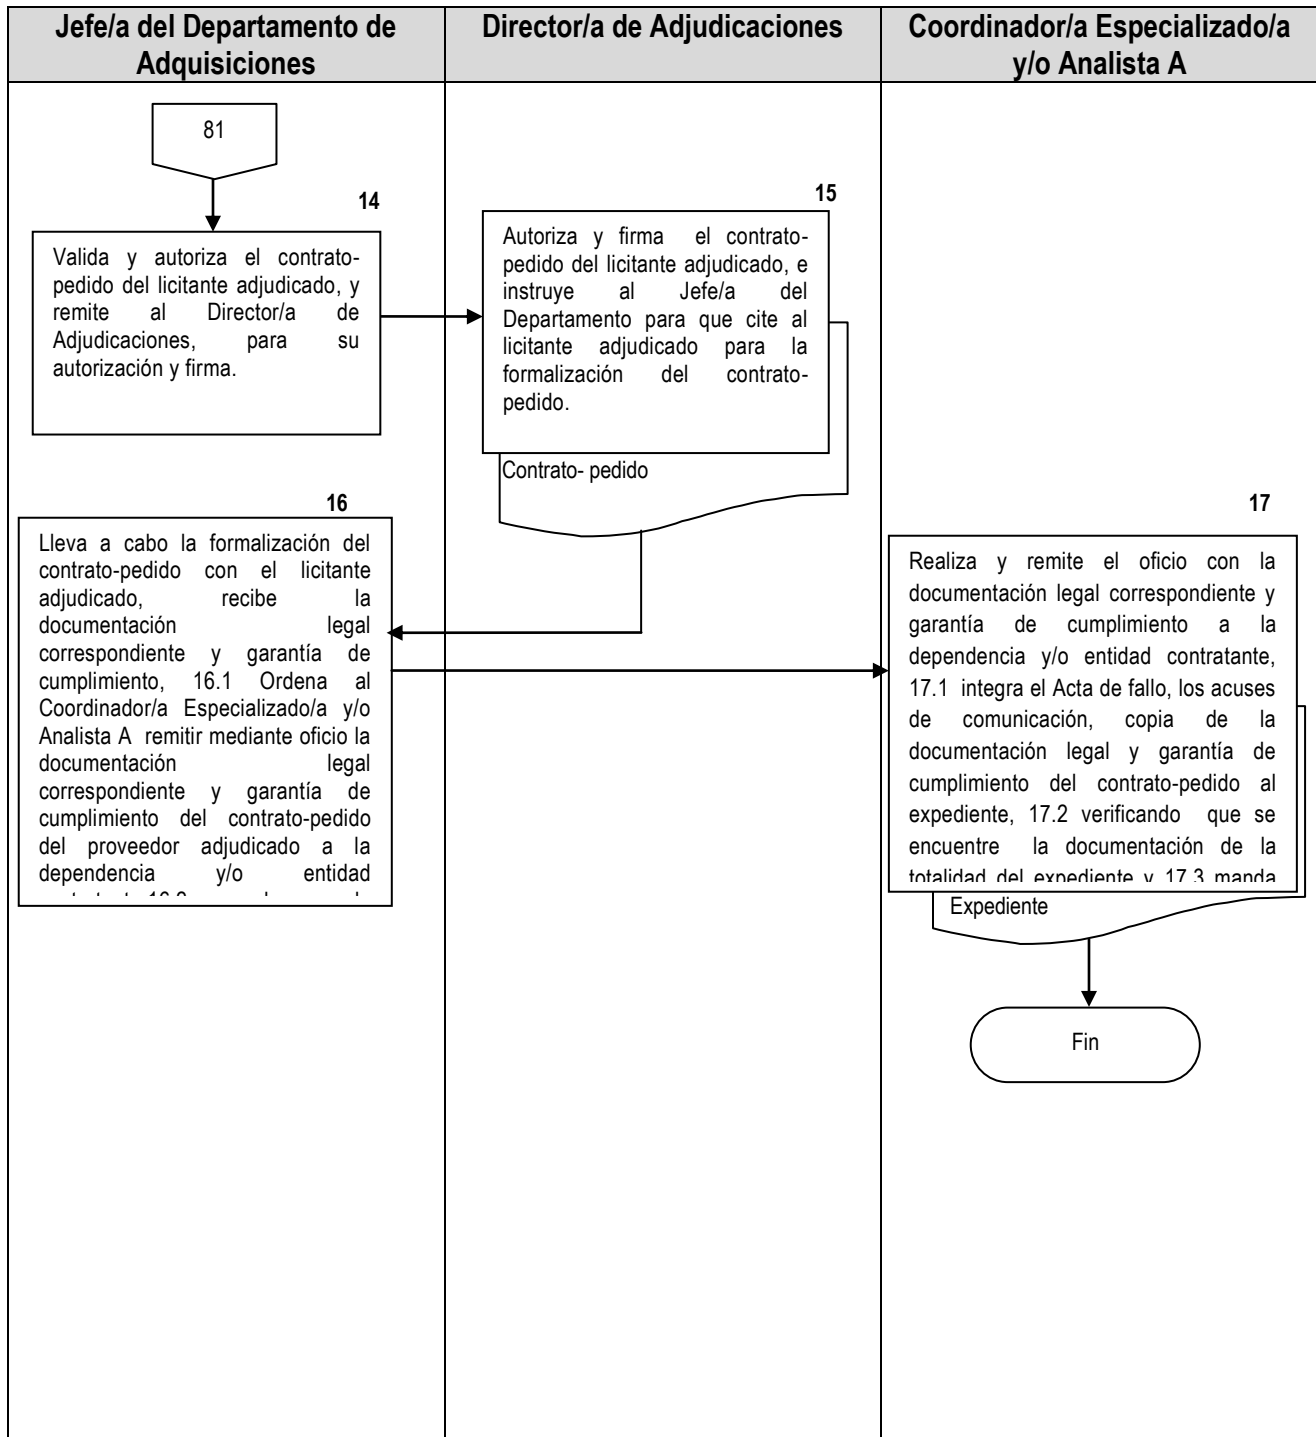 Jefe/a del Departamento de
Adquisiciones
Director/a de Adjudicaciones
Coordinador/a Especializado/a
y/o Analista A
81
14
Valida y autoriza el contrato-
pedido del licitante adjudicado, y
remite al Director/a de
Adjudicaciones, para su
autorización y firma.
15
Autoriza y firma el contrato-
pedido del licitante adjudicado, e
instruye al Jefe/a del
Departamento para que cite al
licitante adjudicado para la
formalización del contrato-
pedido.
Contrato- pedido
16
Lleva a cabo la formalización del
contrato-pedido con el licitante
adjudicado, recibe la
documentación legal
correspondiente y garantía de
cumplimiento, 16.1 Ordena al
Coordinador/a Especializado/a y/o
Analista A remitir mediante oficio la
documentación legal
correspondiente y garantía de
cumplimiento del contrato-pedido
del proveedor adjudicado a la
dependencia y/o entidad
17
Realiza y remite el oficio con la
documentación legal correspondiente y
garantía de cumplimiento a la
dependencia y/o entidad contratante,
17.1 integra el Acta de fallo, los acuses
de comunicación, copia de la
documentación legal y garantía de
cumplimiento del contrato-pedido al
expediente, 17.2 verificando que se
encuentre la documentación de la
totalidad del expediente y 17.3 manda
Expediente
Fin